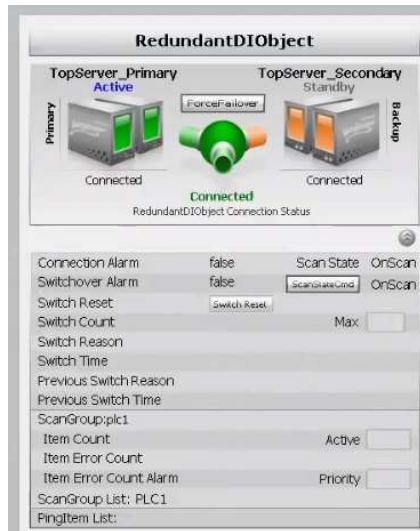 RedundantDIObject
TopServer_Primary TopServer_Secondary
Active Standby
Primary
ForceFailover
Backup
Connected Connected
Connected
RedundantDIObject Connection Status
Connection Alarm false Scan State OnScan
Switchover Alarm false ScanStateCmd OnScan
Switch Reset Switch Reset
Switch Count Max
Switch Reason
Switch Time
Previous Switch Reason
Previous Switch Time
ScanGroup:plc1
Item Count Active
Item Error Count
Item Error Count Alarm Priority
ScanGroup List: PLC1
PingItem List: